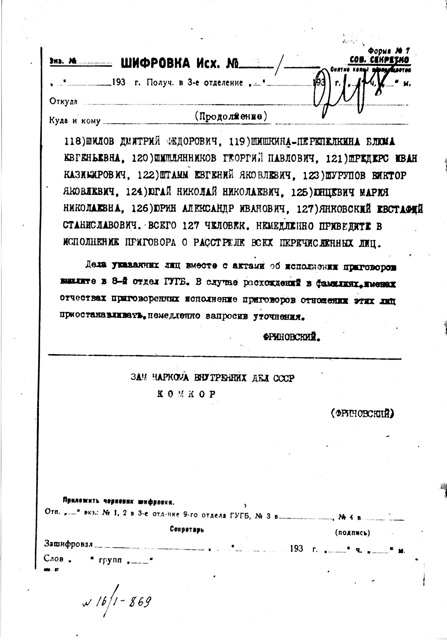 Форма № 7
Экз. № ШИФРОВКА Исх. № / СОВ. СЕКРЕТНО
Снятие копий воспрещается
„ “ 193 г. Получ. в 3-е отделение „ “ 193 г. ч. м.
Откуда
Куда и кому (Продолжение)
118)ШИЛОВ ДМИТРИЙ ФЕДОРОВИЧ, 119)ШИШКИНА-ПЕРЕПЕЛКИНА БЛЮМА
ЕВГЕНЬЕВНА, 120)ШИШЛЯННИКОВ ГЕОРГИЙ ПАВЛОВИЧ, 121)ШРЕДЕРС ИВАН
КАЗИМИРОВИЧ, 122)ШТАММ ЕВГЕНИЙ ЯКОВЛЕВИЧ, 123)ШУРУПОВ ВИКТОР
ЯКОВЛЕВИЧ, 124)ЮГАЙ НИКОЛАЙ НИКОЛАЕВИЧ, 125)ЮНЦЕВИЧ МАРИЯ
НИКОЛАЕВНА, 126)ЮРИН АЛЕКСАНДР ИВАНОВИЧ, 127)ЯНКОВСКИЙ ЕВСТАФИЙ
СТАНИСЛАВОВИЧ. ВСЕГО 127 ЧЕЛОВЕК. НЕМЕДЛЕННО ПРИВЕДИТЕ В
ИСПОЛНЕНИЕ ПРИГОВОРА О РАССТРЕЛЕ ВСЕХ ПЕРЕЧИСЛЕННЫХ ЛИЦ.
Дела указанных лиц вместе с актами об исполнении приговоров
вышлите в 8-й отдел ГУГБ. В случае расхождений в фамилиях, именах
отчествах приговоренных исполнение приговоров отношении этих лиц
приостанавливать, немедленно запросив уточнения.
ФРИНОВСКИЙ.
ЗАМ НАРКОМА ВНУТРЕННИХ ДЕЛ СССР
КОМКОР
(ФРИНОВСКИЙ)
Приложить черновик шифровки.
Отп. „ “ экз.: № 1, 2 в 3-е отд-ние 9-го отдела ГУГБ, № 3 в , № 4 в
Секретарь
(подпись)
Зашифровал „ “ 193 г. „ “ ч. м.
Слов „ “ групп „ “
№ 16/1-869